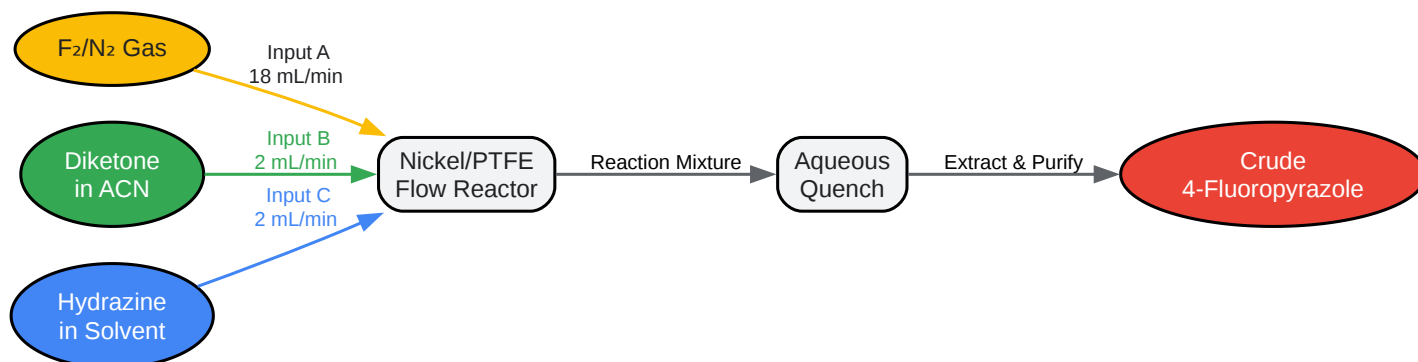 F₂/N₂ Gas
Input A
18 mL/min
Diketone
in ACN
Input B
2 mL/min
Input C
2 mL/min
Hydrazine
in Solvent
Nickel/PTFE
Flow Reactor
Reaction Mixture
Aqueous
Quench
Extract & Purify
Crude
4-Fluoropyrazole